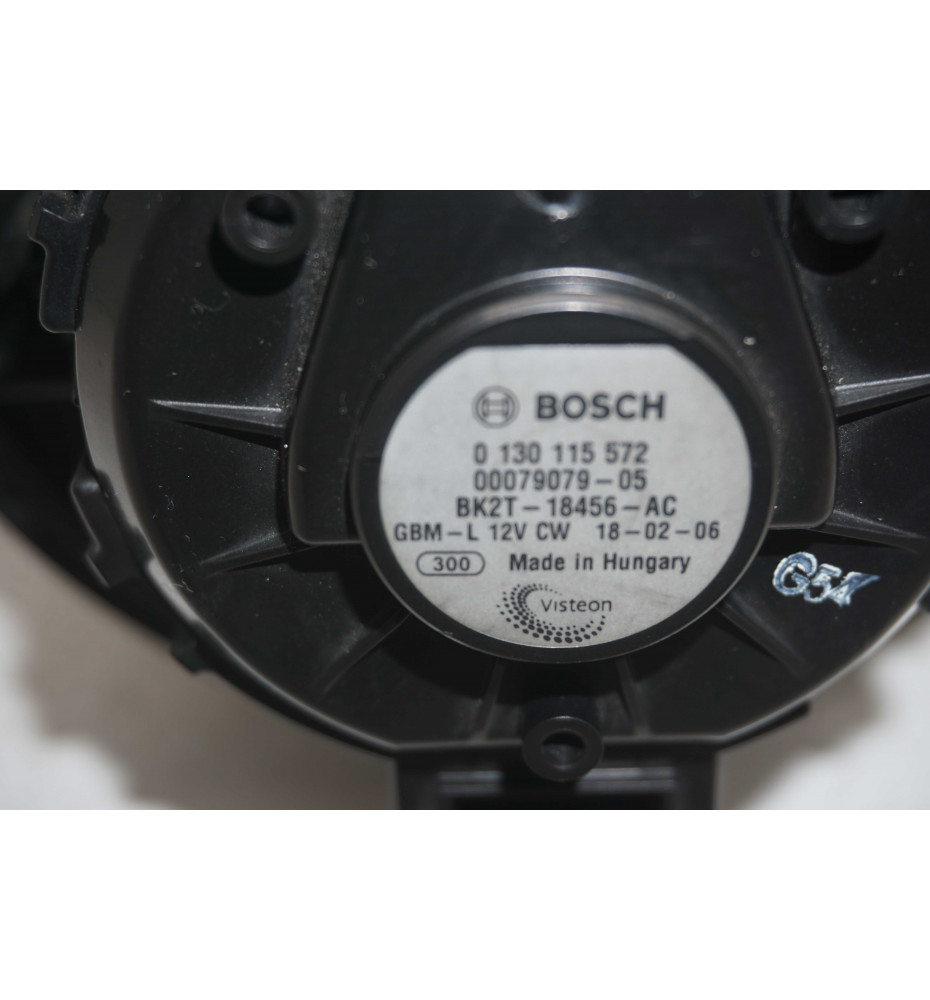 BOSCH
0 130 115 572
00079079-05
BK2T-18456-AC
GBM-L 12V CW 18-02-06
300 Made in Hungary
Visteon